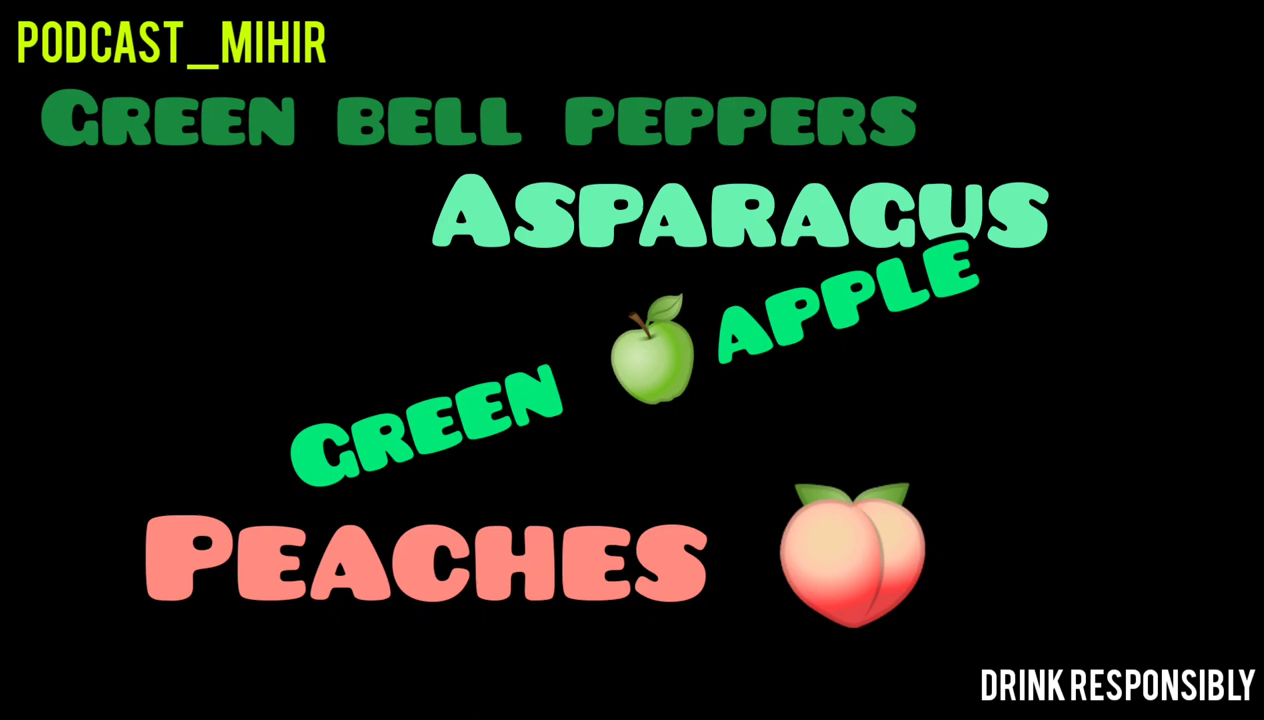 PODCAST_MIHIR
GREEN BELL PEPPERS
ASPARAGUS
GREEN APPLE
PEACHES
DRINK RESPONSIBLY